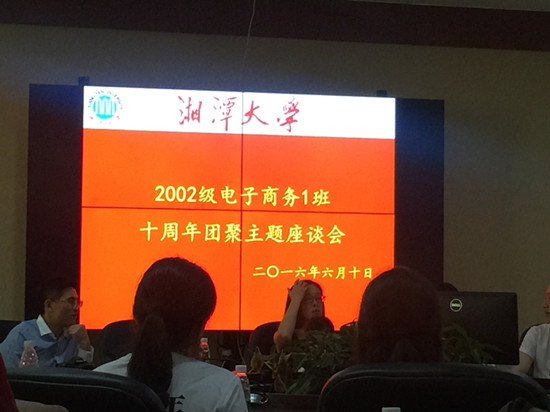 湘潭大学
2002级电子商务1班
十周年团聚主题座谈会
二〇一六年六月十日
DELL